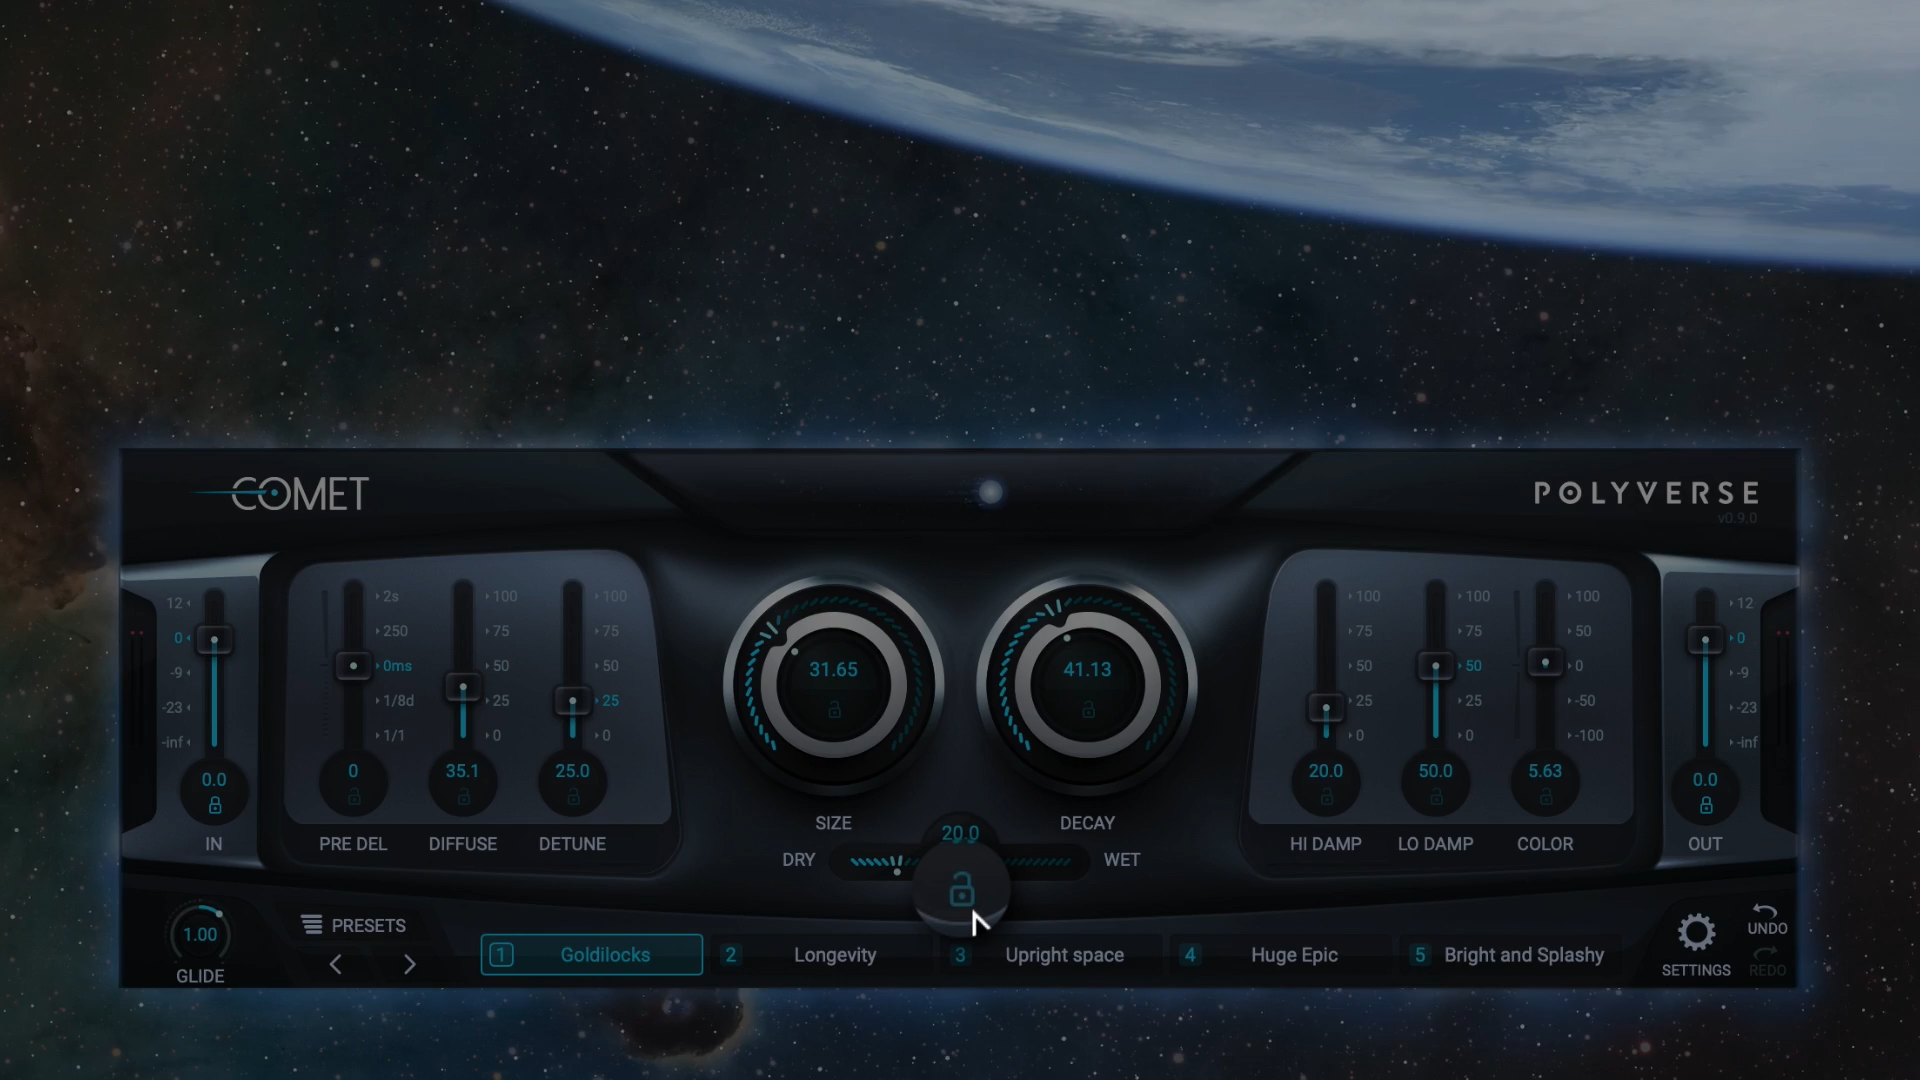 COMET
POLYVERSE
v0.9.0
12
0
-9
-23
-inf
0.0
IN
2s
250
0ms
1/8d
1/1
0
PRE DEL
100
75
50
25
0
35.1
DIFFUSE
100
75
50
25
0
25.0
DETUNE
31.65
SIZE
41.13
DECAY
DRY
20.0
WET
100
75
50
25
0
20.0
HI DAMP
100
75
50
25
0
50.0
LO DAMP
100
50
0
-50
-100
5.63
COLOR
12
0
-9
-23
-inf
0.0
OUT
1.00
GLIDE
PRESETS
1 Goldilocks
2 Longevity
3 Upright space
4 Huge Epic
5 Bright and Splashy
SETTINGS
UNDO
REDO